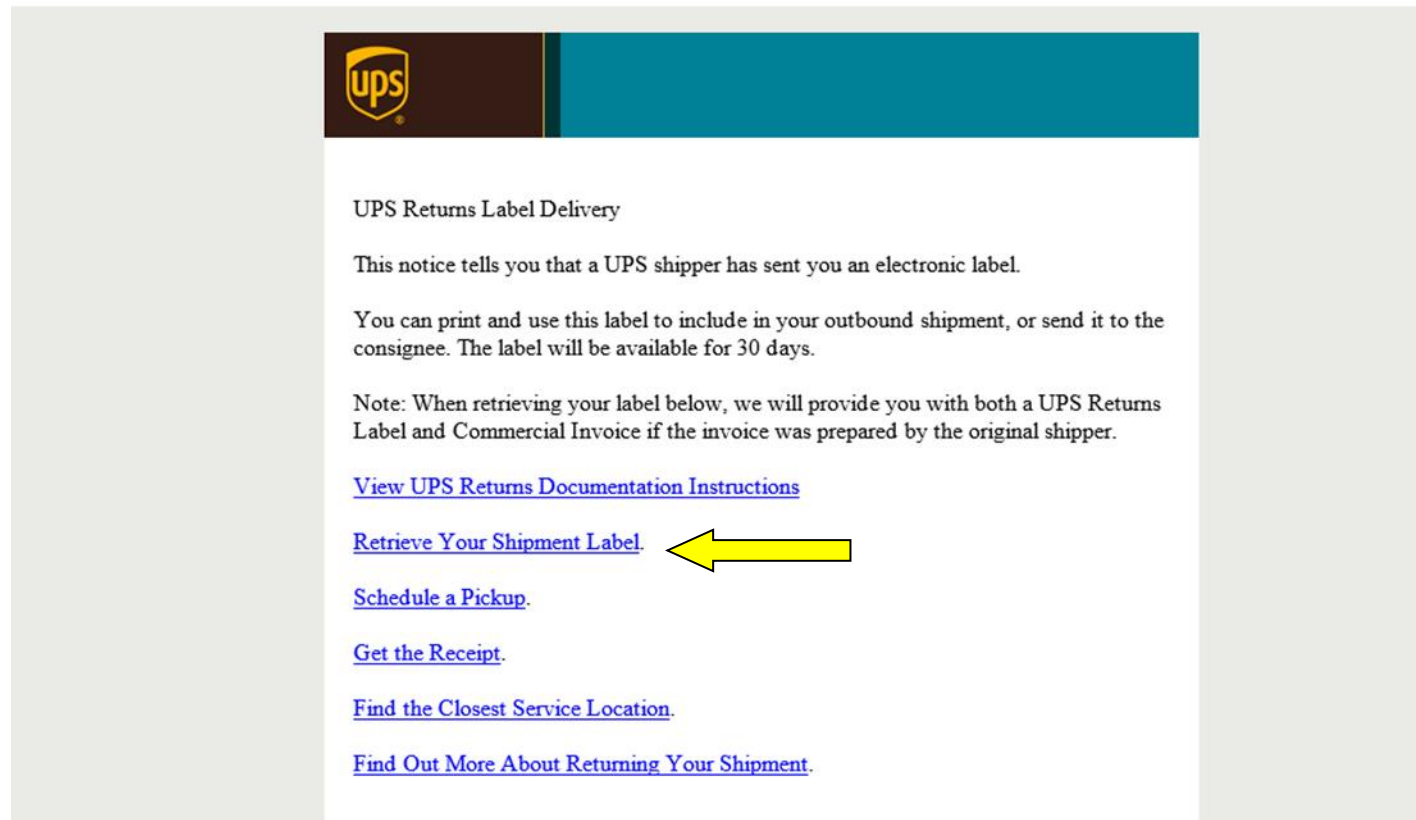 ups
UPS Returns Label Delivery
This notice tells you that a UPS shipper has sent you an electronic label.
You can print and use this label to include in your outbound shipment, or send it to the
consignee. The label will be available for 30 days.
Note: When retrieving your label below, we will provide you with both a UPS Returns
Label and Commercial Invoice if the invoice was prepared by the original shipper.
View UPS Returns Documentation Instructions
Retrieve Your Shipment Label.
Schedule a Pickup.
Get the Receipt.
Find the Closest Service Location.
Find Out More About Returning Your Shipment.